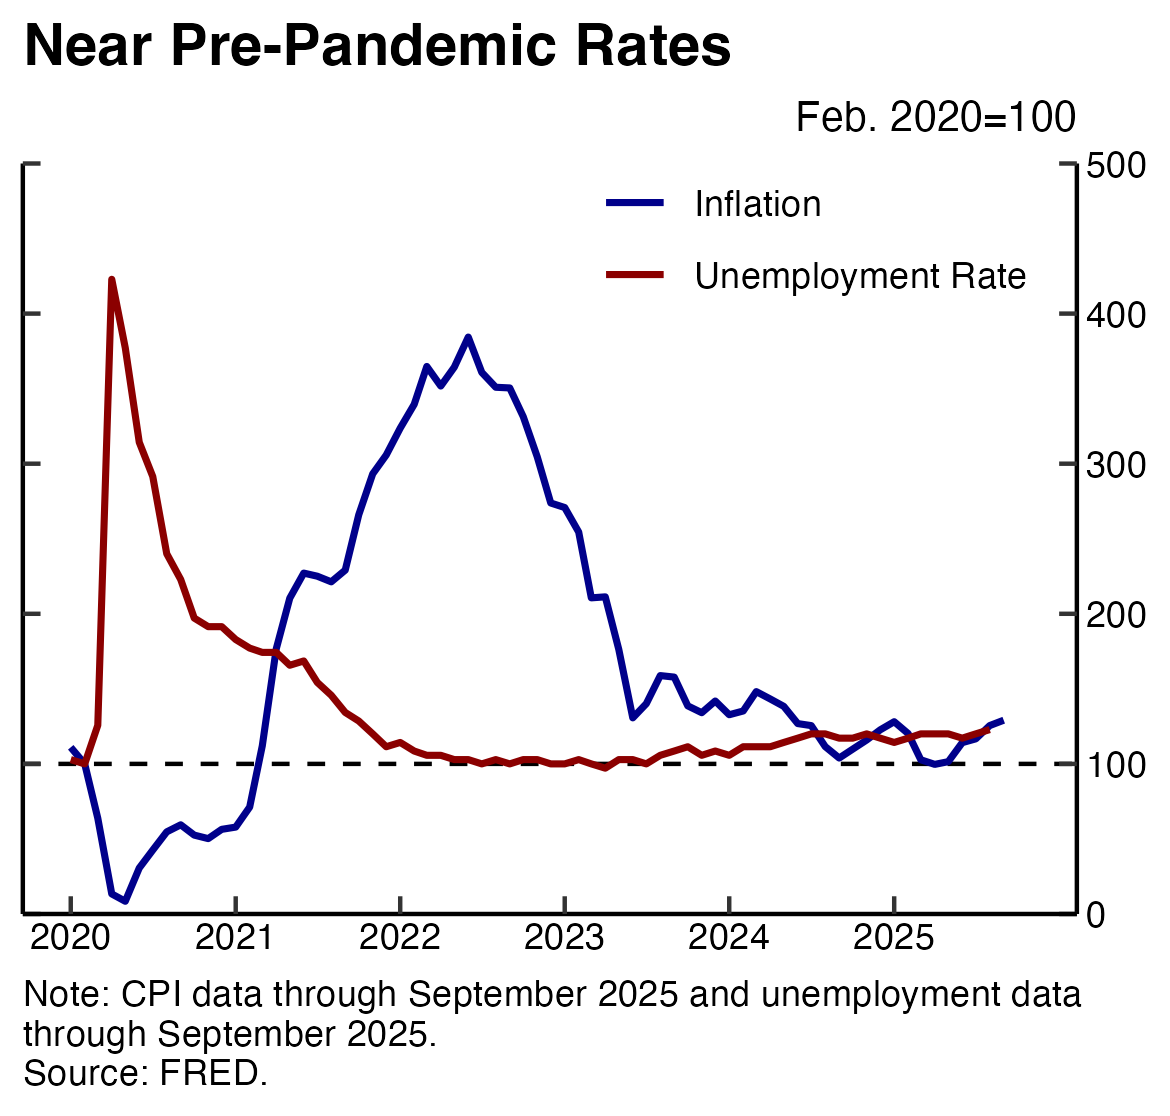 Near Pre-Pandemic Rates
Feb. 2020=100
500
Inflation
Unemployment Rate
400
300
200
100
0
2020 2021 2022 2023 2024 2025
Note: CPI data through September 2025 and unemployment data
through September 2025.
Source: FRED.